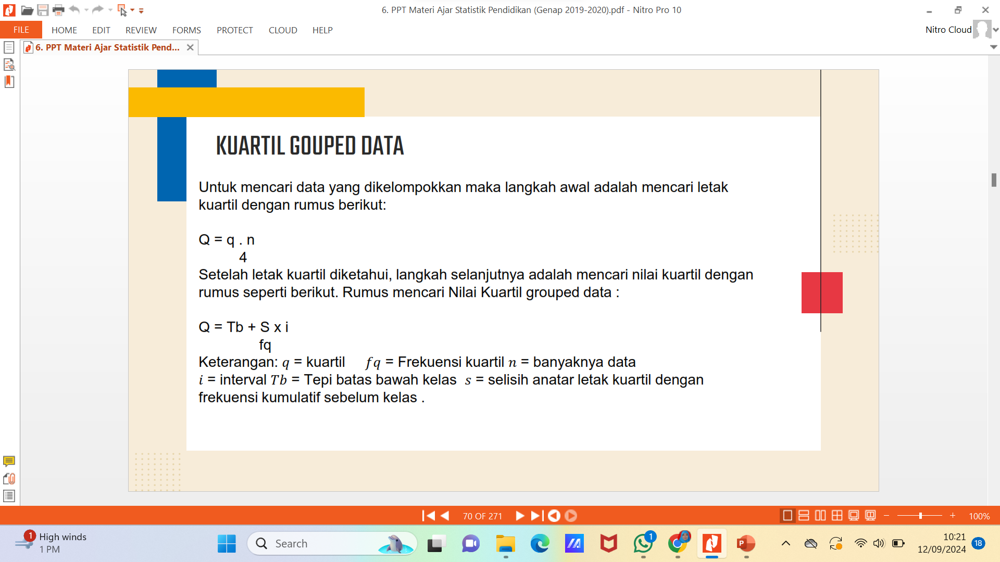 6. PPT Materi Ajar Statistik Pendidikan (Genap 2019-2020).pdf - Nitro Pro 10
FILE HOME EDIT REVIEW FORMS PROTECT CLOUD HELP Nitro Cloud
6. PPT Materi Ajar Statistik Pend...
KUARTIL GOUPED DATA
Untuk mencari data yang dikelompokkan maka langkah awal adalah mencari letak
kuartil dengan rumus berikut:
Q = q . n
4
Setelah letak kuartil diketahui, langkah selanjutnya adalah mencari nilai kuartil dengan
rumus seperti berikut. Rumus mencari Nilai Kuartil grouped data :
Q = Tb + S x i
fq
Keterangan: q = kuartil fq = Frekuensi kuartil n = banyaknya data
i = interval Tb = Tepi batas bawah kelas s = selisih anatar letak kuartil dengan
frekuensi kumulatif sebelum kelas .
70 OF 271
100%
1
High winds
1 PM
Search
1
P
10:21
12/09/2024
18